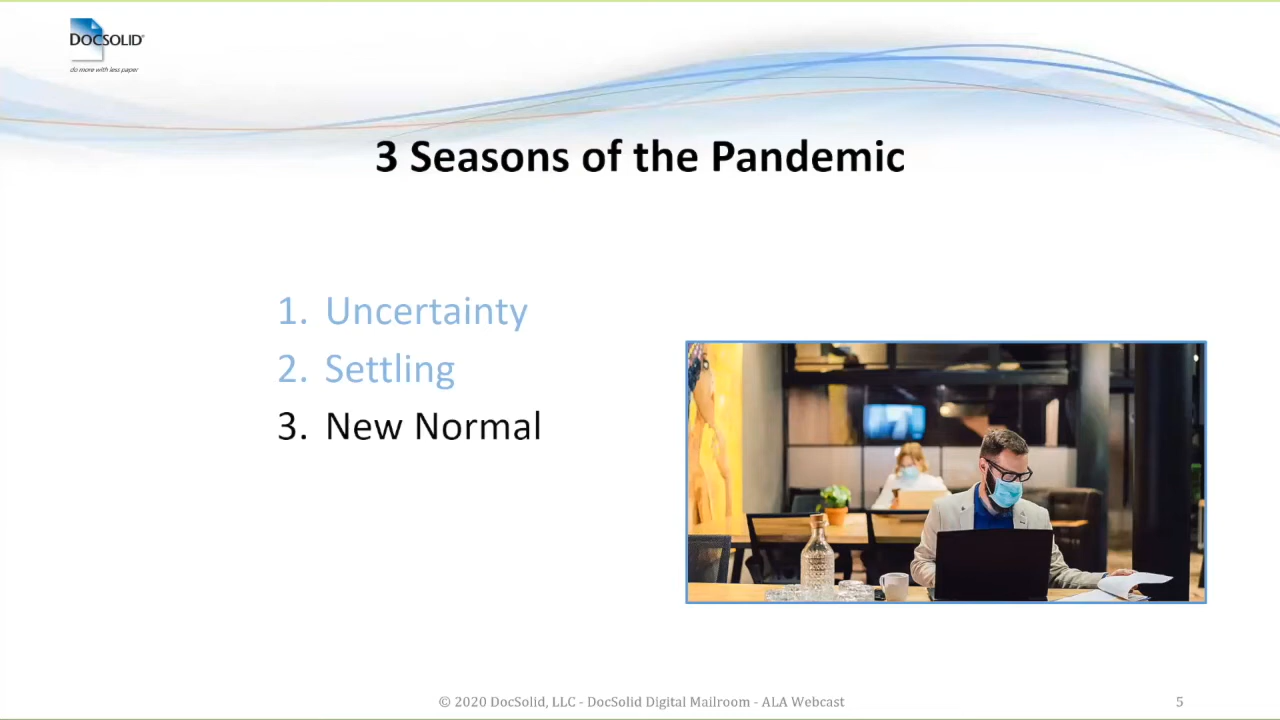 DOCSOLID®
do more with less paper
3 Seasons of the Pandemic
1. Uncertainty
2. Settling
3. New Normal
© 2020 DocSolid, LLC - DocSolid Digital Mailroom - ALA Webcast
5